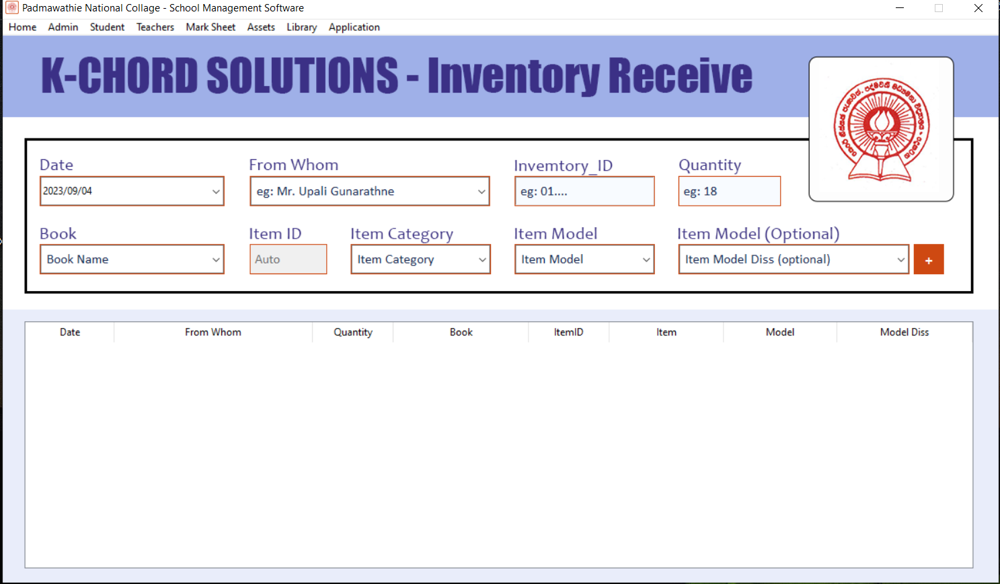 Padmawathie National Collage - School Management Software
Home Admin Student Teachers Mark Sheet Assets Library Application
K-CHORD SOLUTIONS - Inventory Receive
Date From Whom Invemtory_ID Quantity
2023/09/04 eg: Mr. Upali Gunarathne eg: 01.... eg: 18
Book Item ID Item Category Item Model Item Model (Optional)
Book Name Auto Item Category Item Model Item Model Diss (optional) +
Date From Whom Quantity Book ItemID Item Model Model Diss